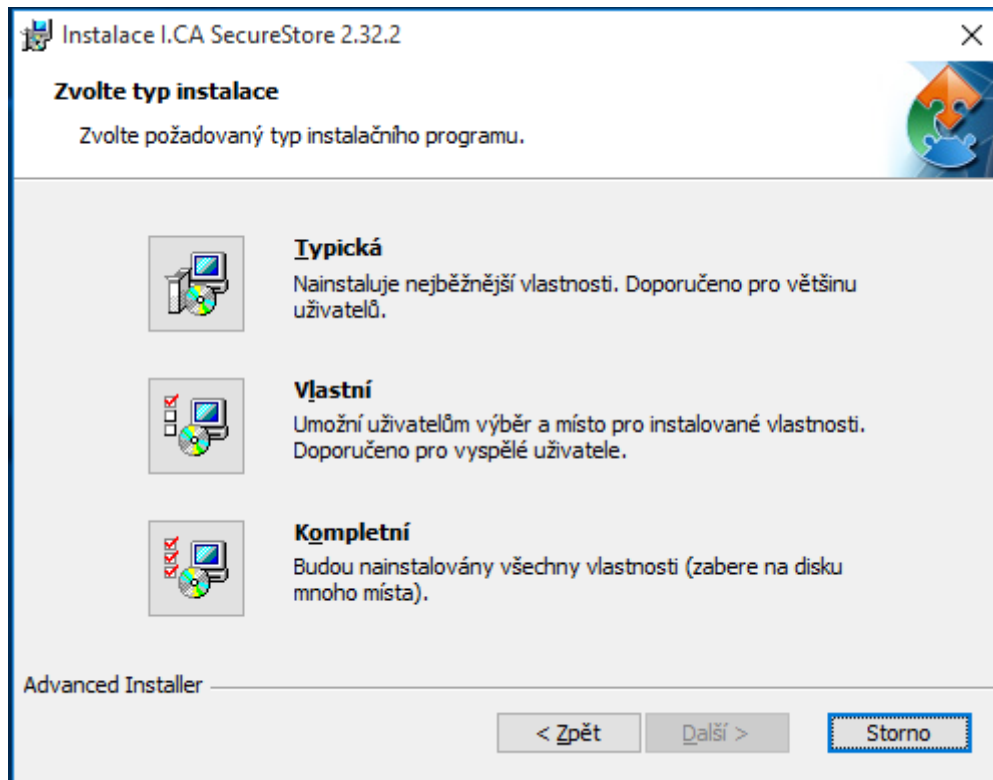 Instalace I.CA SecureStore 2.32.2
Zvolte typ instalace
Zvolte požadovaný typ instalačního programu.
Typická
Nainstaluje nejběžnější vlastnosti. Doporučeno pro většinu
uživatelů.
Vlastní
Umožní uživatelům výběr a místo pro instalované vlastnosti.
Doporučeno pro vyspělé uživatele.
Kompletní
Budou nainstalovány všechny vlastnosti (zabere na disku
mnoho místa).
Advanced Installer
< Zpět
Další >
Storno